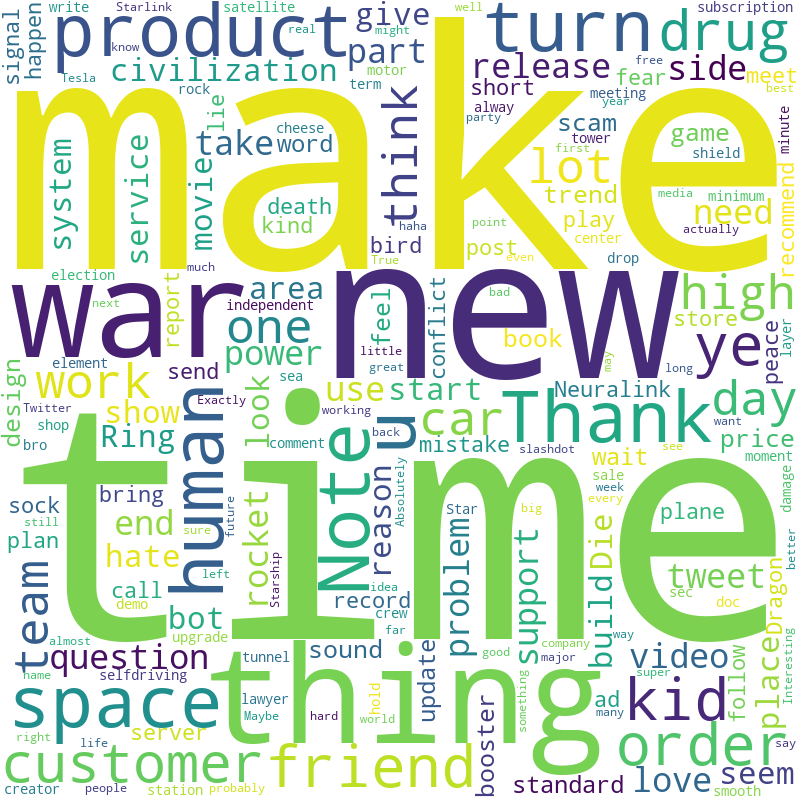 write Starlink satellite subscription
signal happen product know give real might well turn drug
Tesla civilization part motor release fear side meet
rock term short meeting free year best
lie cheese alway party tower first scam game minute
system service movie take word think lot shield
make
death kind haha trend media minimum need recommend
bird True post point play center even actually
election much area conflict drop
war next report independent feel new bad high
one store ye peace layer
element power little great book may long
design work send sea use start Neuralink price
Twitter show Exactly human look working u car Thank day want
shop bro Ring comment back mistake slashdot wait see moment
sock bring Note reason Absolutely sale week every damage
still plan end future rocket Star big plane better
time
hate sure problem support Die tweet
team call demo left Starship idea record crew sec doc Dragon
almost bot upgrade far build way
question tunnel sound good company major video place Interesting
name selfdriving update something super follow
space lawyer Maybe hard hold world thing ad many kid
right server booster order say
customer life friend love seem
creator people station probably standard smooth